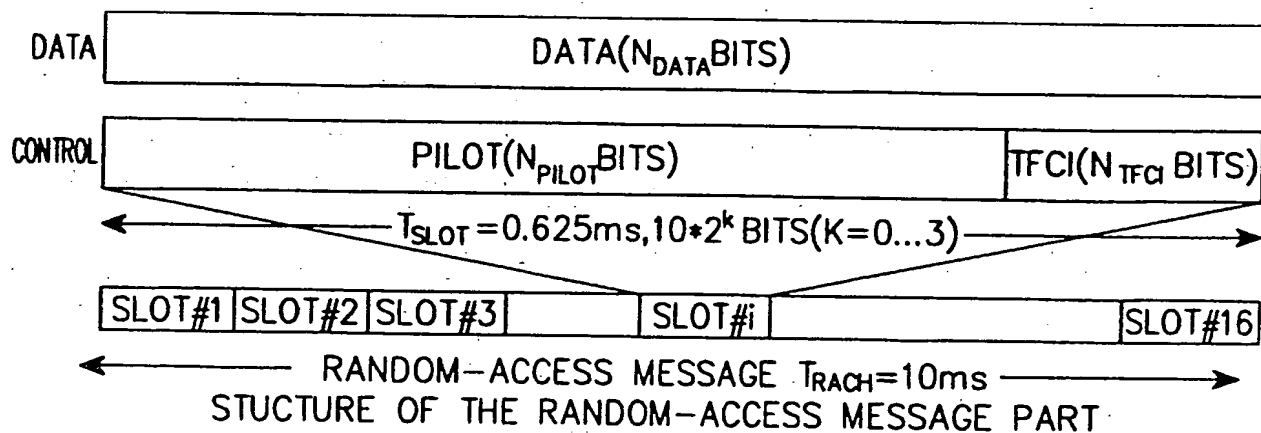 DATA DATA(N_DATA BITS)
CONTROL PILOT(N_PILOT BITS) TFCI(N_TFCI BITS)
T_SLOT=0.625ms,10*2^k BITS(K=0...3)
SLOT#1 SLOT#2 SLOT#3 SLOT#i SLOT#16
RANDOM-ACCESS MESSAGE T_RACH=10ms
STUCTURE OF THE RANDOM-ACCESS MESSAGE PART